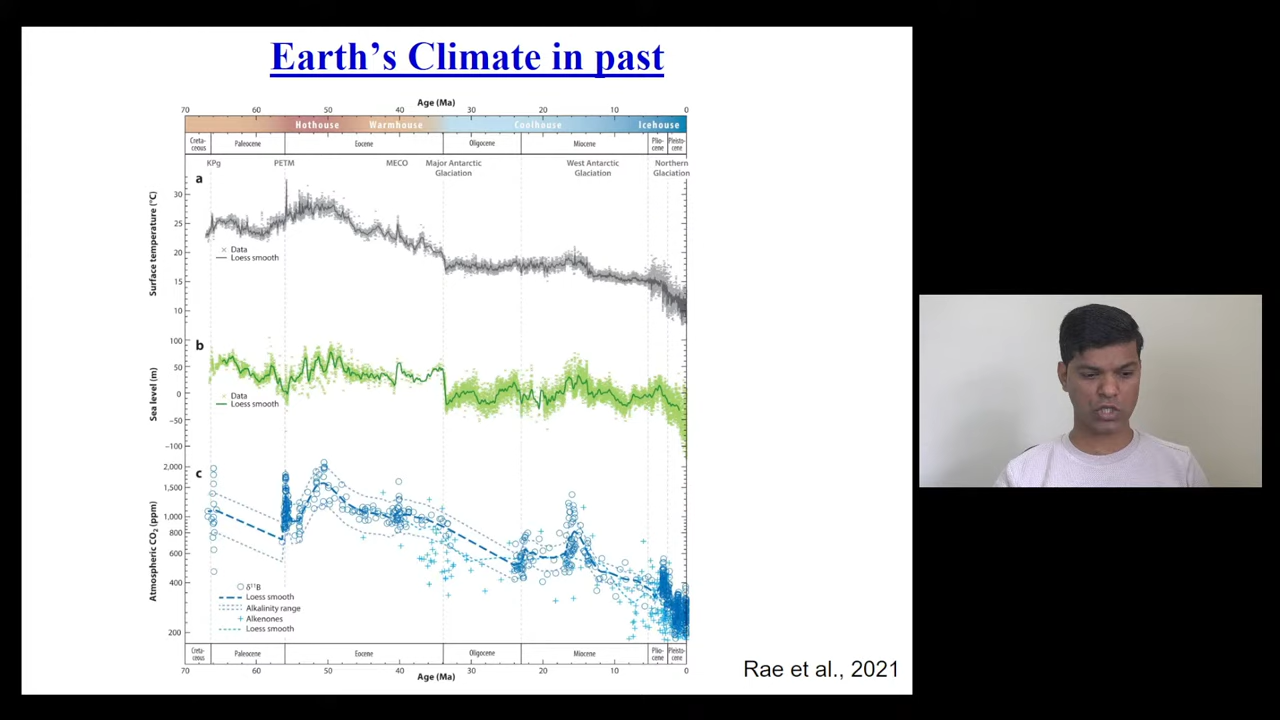 Earth’s Climate in past
Age (Ma)
70 60 50 40 30 20 10 0
Hothouse Warmhouse Coolhouse Icehouse
Creta-
ceous
Paleocene Eocene Oligocene Miocene
Plio-
cene
Pleisto-
cene
KPg PETM MECO
Major Antarctic
Glaciation
West Antarctic
Glaciation
Northern
Glaciation
a
Surface temperature (°C)
30
25
20
15
10
× Data
Loess smooth
b
Sea level (m)
100
50
0
−50
−100
Data
Loess smooth
c
Atmospheric CO₂ (ppm)
2,000
1,500
1,000
800
600
400
200
δ¹¹B
Loess smooth
Alkalinity range
+ Alkenones
Loess smooth
Creta-
ceous
Paleocene Eocene Oligocene Miocene
Plio-
cene
Pleisto-
cene
70 60 50 40 30 20 10 0
Age (Ma)
Rae et al., 2021